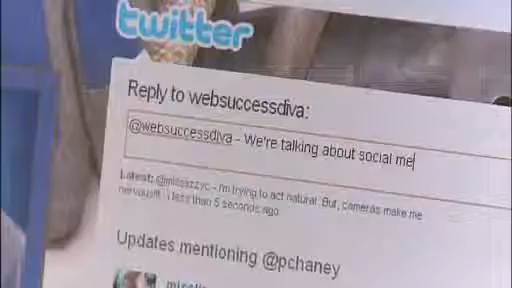 twitter
Reply to websuccessdiva:
@websuccessdiva - We're talking about social me
Latest: @missizzyc - I'm trying to act natural. But, cameras make me
nervous!!! less than 5 seconds ago
Updates mentioning @pchaney